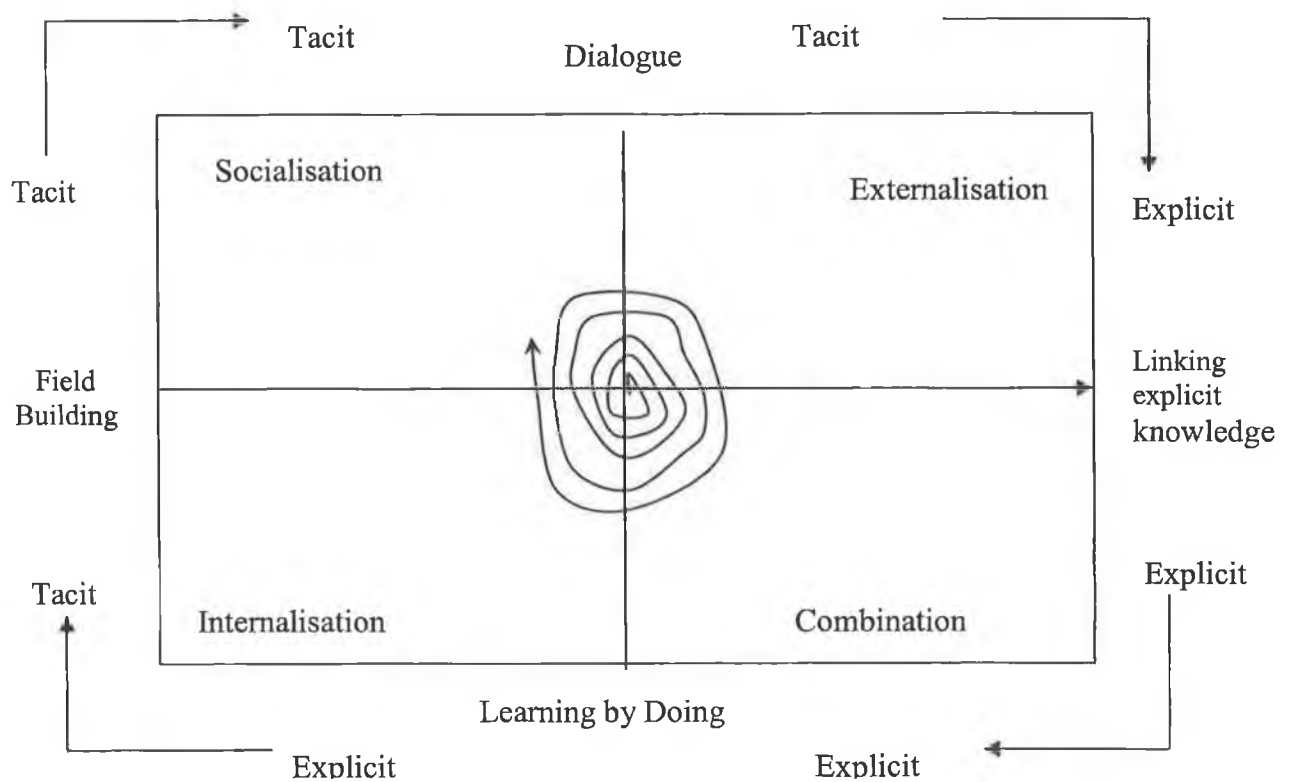 Tacit
Dialogue
Tacit
Socialisation
Externalisation
Tacit
Explicit
Field
Building
Linking
explicit
knowledge
Tacit
Explicit
Internalisation
Combination
Learning by Doing
Explicit
Explicit